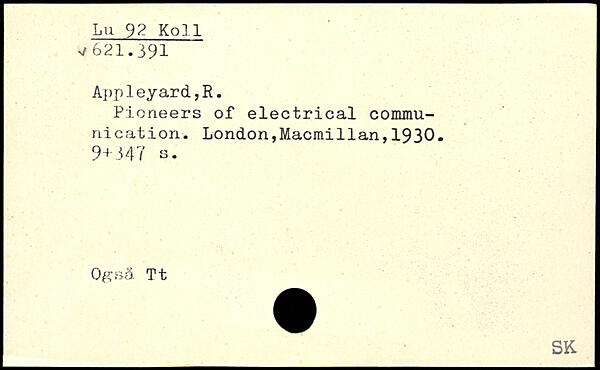 Lu 92 Koll
✓621.391
Appleyard,R.
Pioneers of electrical commu-
nication. London,Macmillan,1930.
9+347 s.
Også Tt
SK